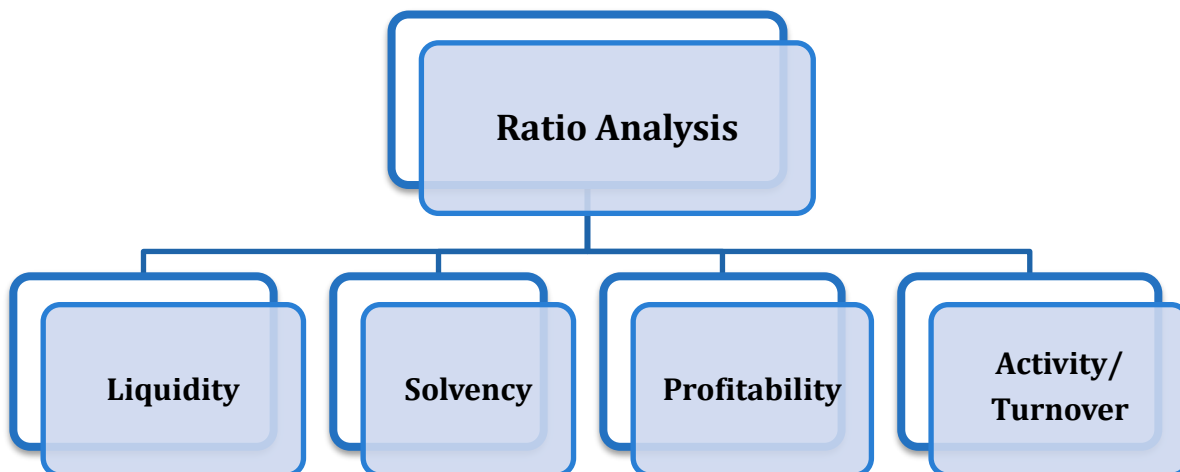 Ratio Analysis
Liquidity
Solvency
Profitability
Activity/
Turnover